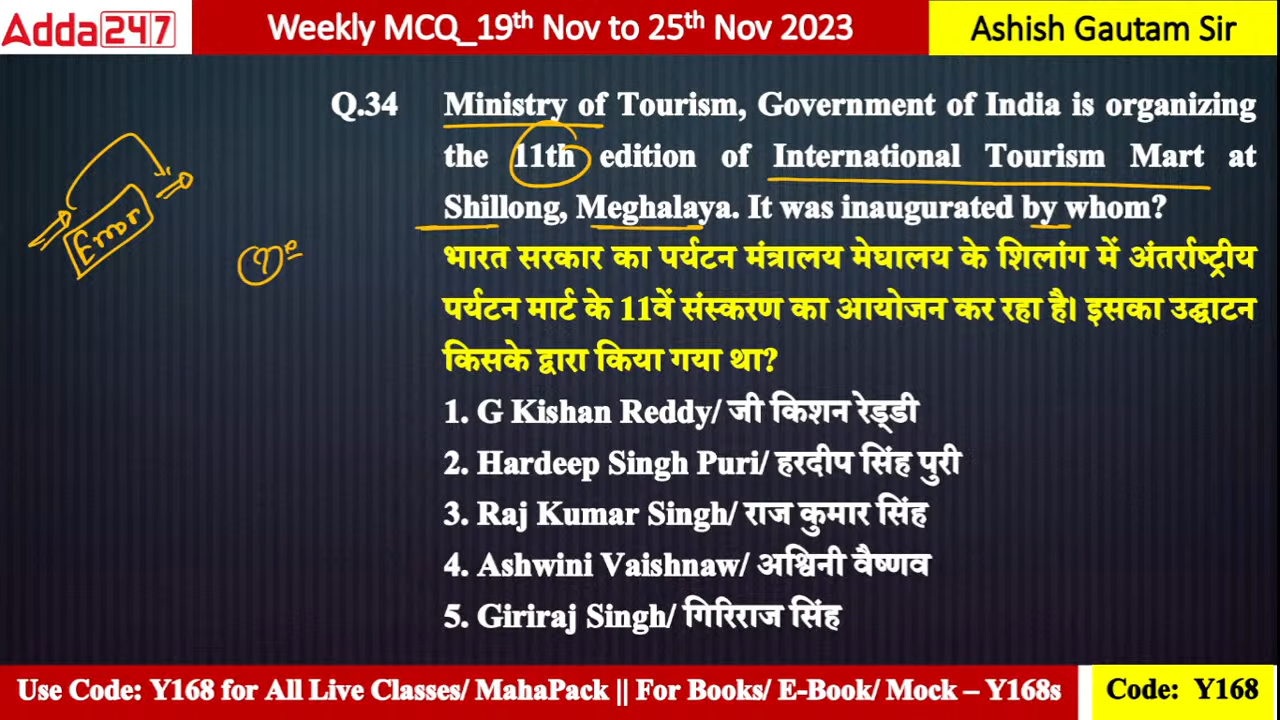 Adda247
Weekly MCQ_19th Nov to 25th Nov 2023
Ashish Gautam Sir
Q.34 Ministry of Tourism, Government of India is organizing
the 11th edition of International Tourism Mart at
Shillong, Meghalaya. It was inaugurated by whom?
भारत सरकार का पर्यटन मंत्रालय मेघालय के शिलांग में अंतर्राष्ट्रीय
पर्यटन मार्ट के 11वें संस्करण का आयोजन कर रहा है। इसका उद्घाटन
किसके द्वारा किया गया था?
1. G Kishan Reddy/ जी किशन रेड्डी
2. Hardeep Singh Puri/ हरदीप सिंह पुरी
3. Raj Kumar Singh/ राज कुमार सिंह
4. Ashwini Vaishnaw/ अश्विनी वैष्णव
5. Giriraj Singh/ गिरिराज सिंह
Error
Use Code: Y168 for All Live Classes/ MahaPack || For Books/ E-Book/ Mock – Y168s
Code: Y168